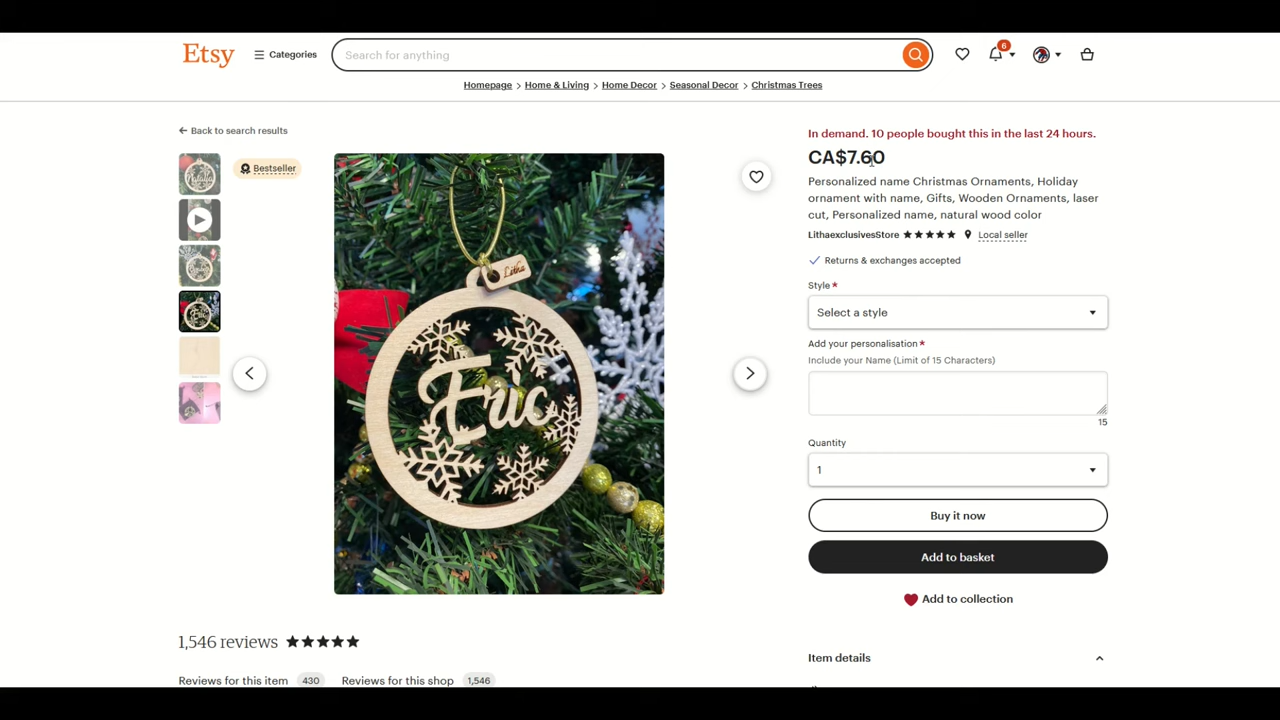 Etsy
Categories
Search for anything
6
Homepage > Home & Living > Home Decor > Seasonal Decor > Christmas Trees
← Back to search results
Bestseller
Litha
Eric
In demand. 10 people bought this in the last 24 hours.
CA$7.60
Personalized name Christmas Ornaments, Holiday
ornament with name, Gifts, Wooden Ornaments, laser
cut, Personalized name, natural wood color
LithaexclusivesStore ★★★★★ Local seller
Returns & exchanges accepted
Style *
Select a style
Add your personalisation *
Include your Name (Limit of 15 Characters)
15
Quantity
1
Buy it now
Add to basket
Add to collection
1,546 reviews ★★★★★
Reviews for this item 430 Reviews for this shop 1,546
Item details